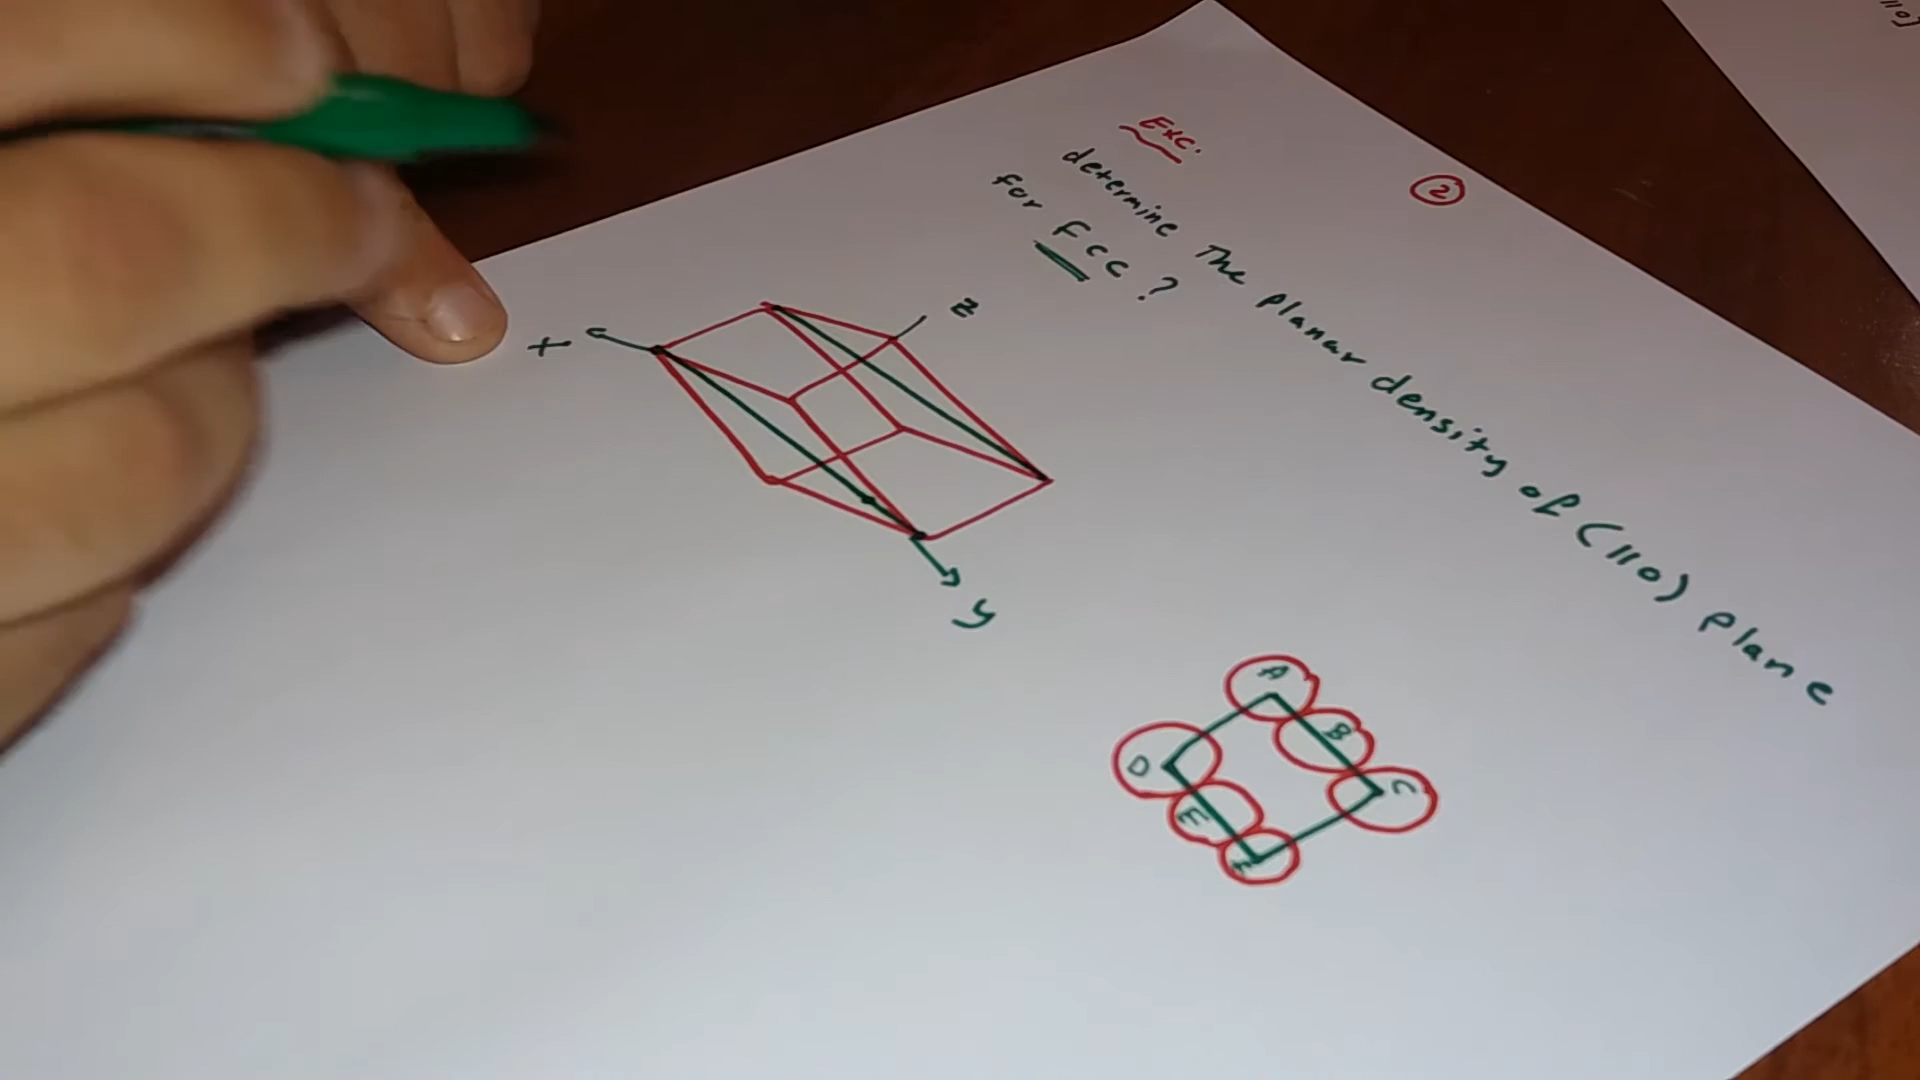 ②
Exc.
determine The planar density of (110) plane
for Fcc ?
X
Z
y
A
B
C
D
E